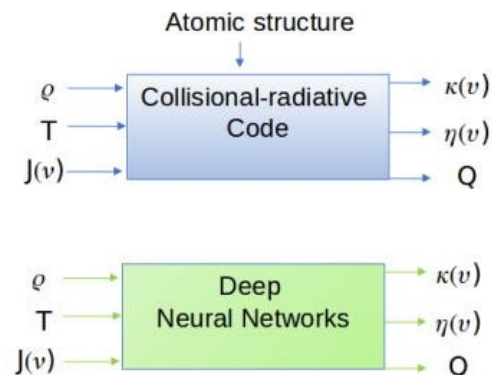 Atomic structure
ϱ
T
J(ν)
Collisional-radiative
Code
κ(υ)
η(υ)
Q
ϱ
T
J(ν)
Deep
Neural Networks
κ(υ)
η(υ)
Q